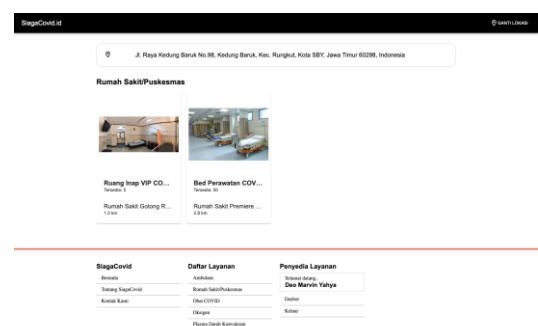 SiagaCovid.id
GANTI LOKASI
Jl. Raya Kedung Baruk No.98, Kedung Baruk, Kec. Rungkut, Kota SBY, Jawa Timur 60298, Indonesia
Rumah Sakit/Puskesmas
Ruang Inap VIP CO...
Tersedia: 5
Rumah Sakit Gotong R...
1.0 km
Bed Perawatan COV...
Tersedia: 50
Rumah Sakit Premiere ...
2.8 km
SiagaCovid
Beranda
Tentang SiagaCovid
Kontak Kami
Daftar Layanan
Ambulans
Rumah Sakit/Puskesmas
Obat COVID
Oksigen
Plasma Darah Konvalesen
Penyedia Layanan
Selamat datang,
Deo Marvin Yahya
Dasbor
Keluar